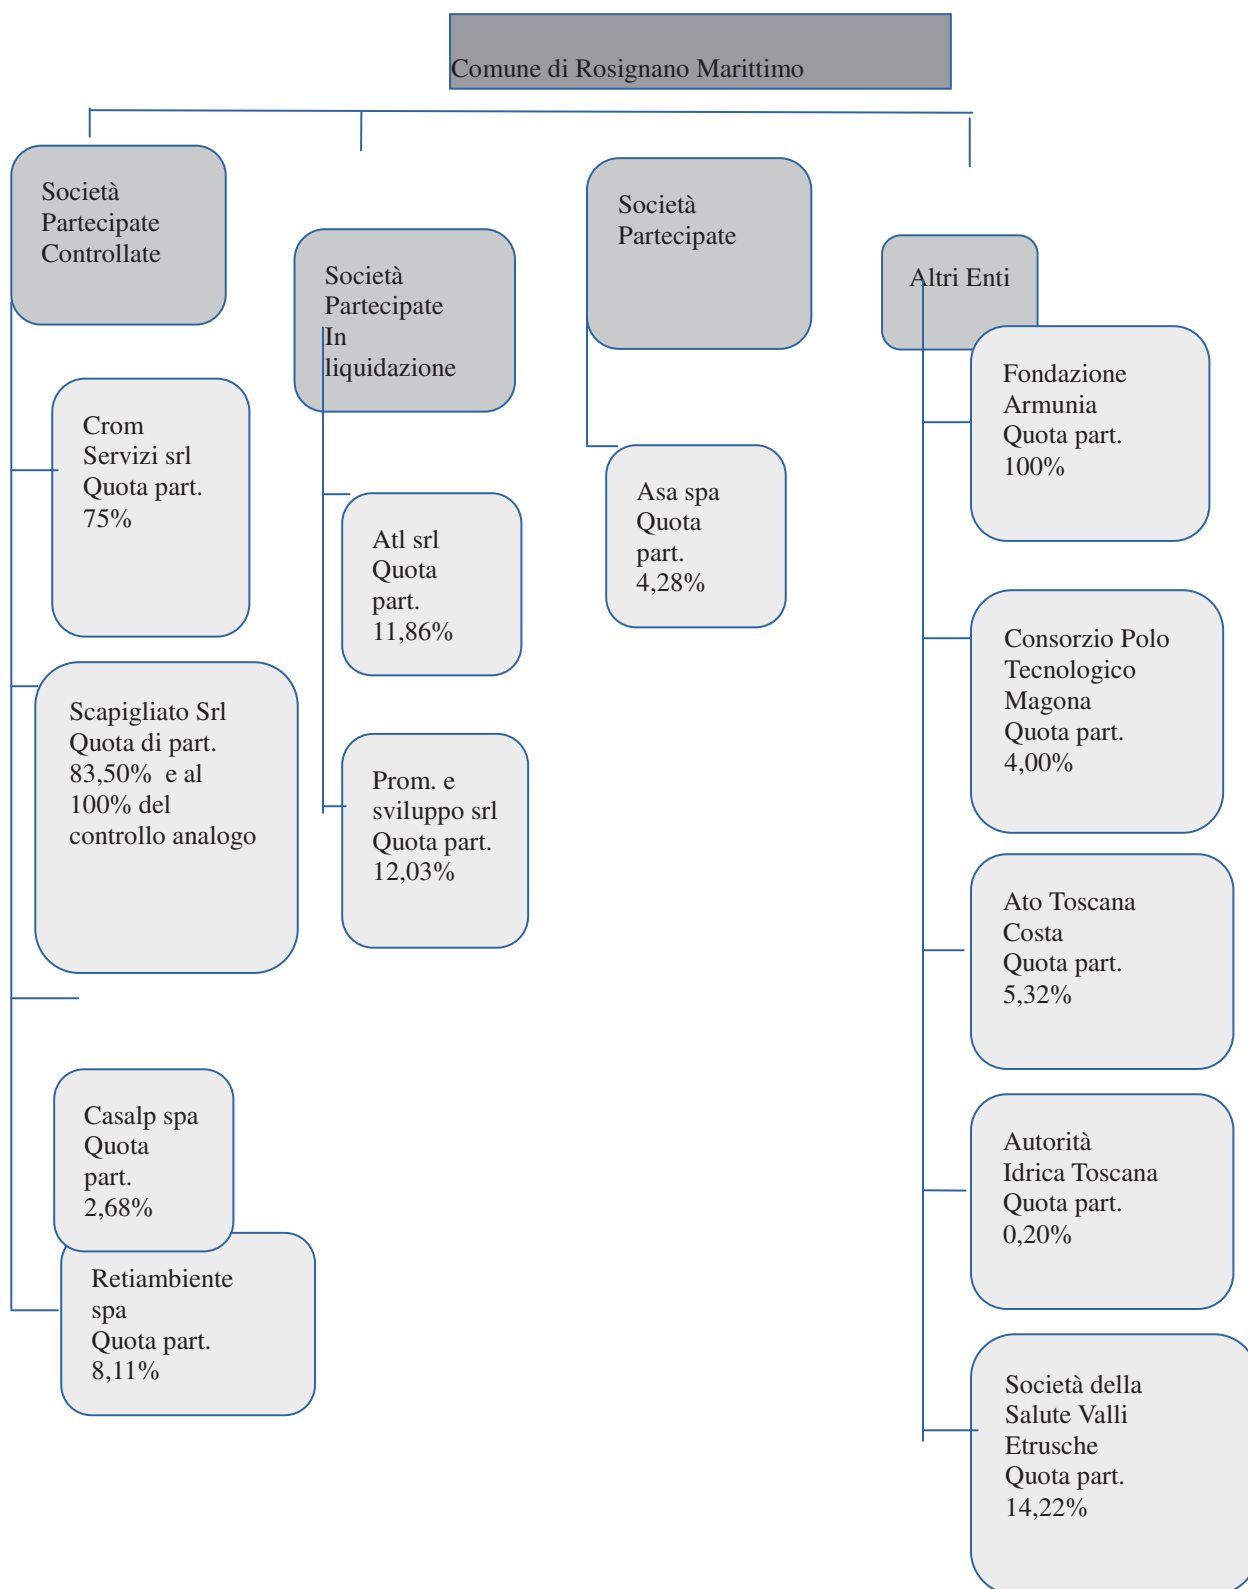 Comune di Rosignano Marittimo
Società
Partecipate
Controllate
Crom
Servizi srl
Quota part.
75%
Scapigliato Srl
Quota di part.
83,50%  e al
100% del
controllo analogo
Casalp spa
Quota
part.
2,68%
Retiambiente
spa
Quota part.
8,11%
Società
Partecipate
In
liquidazione
Atl srl
Quota
part.
11,86%
Prom. e
sviluppo srl
Quota part.
12,03%
Società
Partecipate
Asa spa
Quota
part.
4,28%
Altri Enti
Fondazione
Armunia
Quota part.
100%
Consorzio Polo
Tecnologico
Magona
Quota part.
4,00%
Ato Toscana
Costa
Quota part.
5,32%
Autorità
Idrica Toscana
Quota part.
0,20%
Società della
Salute Valli
Etrusche
Quota part.
14,22%